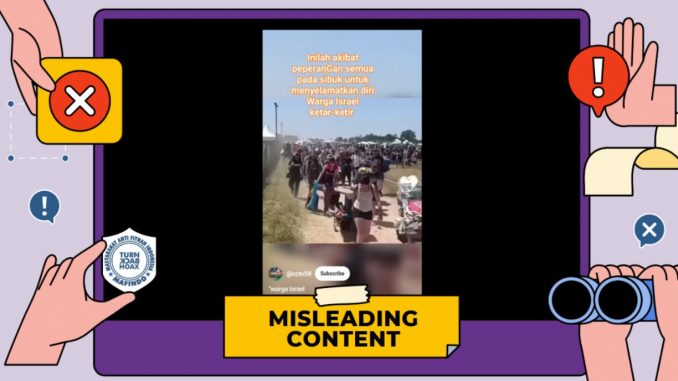 Inilah akibat
peperanGan semua
pada sibuk untuk
menyelamatkan diri
Warga Israel
ketar-ketir
@cctv59
Subscribe
"warga Israel
MASYARAKAT ANTI FITNAH INDONESIA
TURN
BACK
HOAX
MAFINDO
MISLEADING
CONTENT